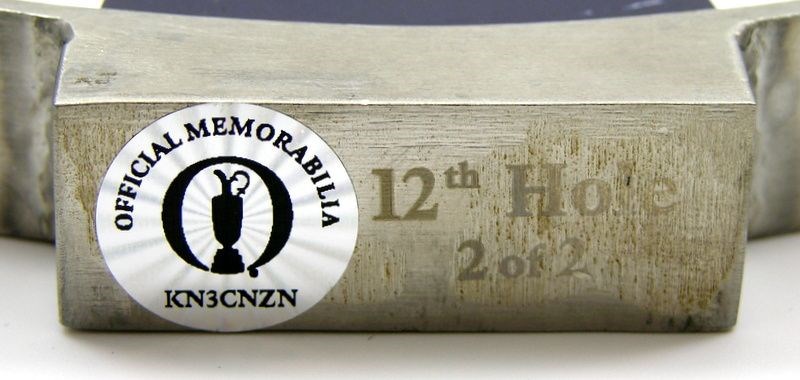 OFFICIAL MEMORABILIA
KN3CNZN
12th Hole
2 of 2